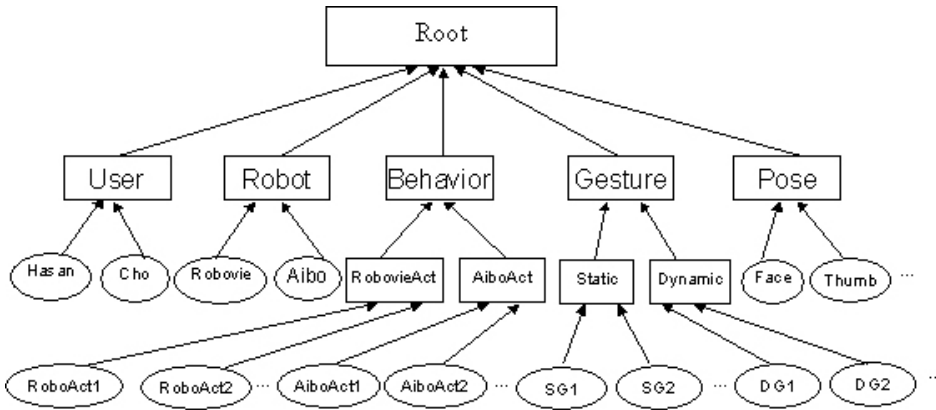 Root
User
Robot
Behavior
Gesture
Pose
Hasan
Cho
Robovie
Aibo
RobovieAct
AiboAct
Static
Dynamic
Face
Thumb
...
RoboAct1
RoboAct2
...
AiboAct1
AiboAct2
...
SG1
SG2
...
DG1
DG2
...